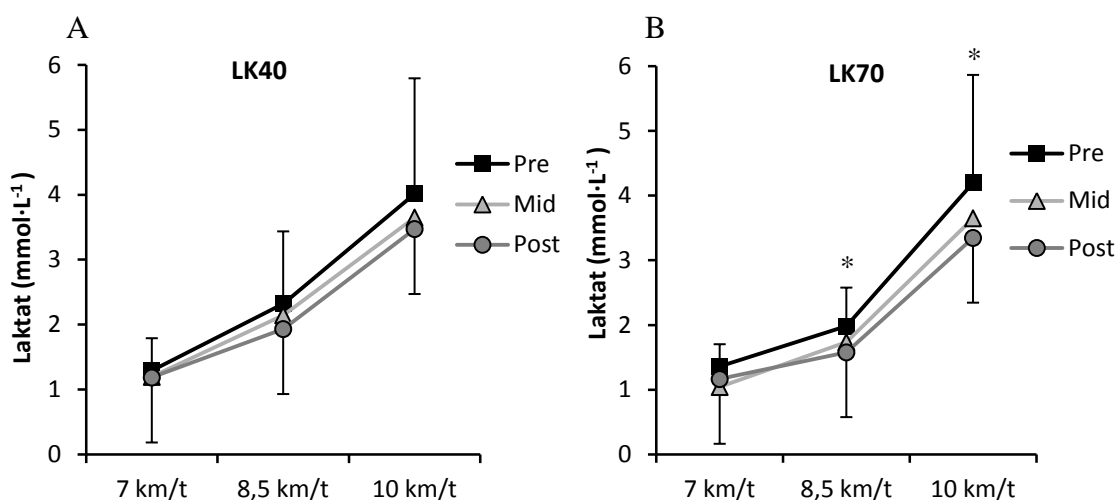 A
LK40
Laktat (mmol·L⁻¹)
6
5
4
3
2
1
0
7 km/t 8,5 km/t 10 km/t
Pre
Mid
Post
B
LK70
Laktat (mmol·L⁻¹)
6
5
4
3
2
1
0
*
*
7 km/t 8,5 km/t 10 km/t
Pre
Mid
Post